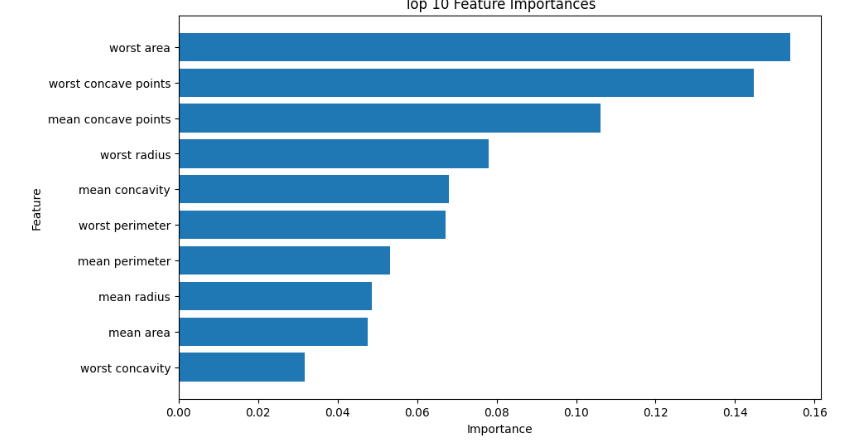 Top 10 Feature Importances
worst area
worst concave points
mean concave points
worst radius
mean concavity
worst perimeter
mean perimeter
mean radius
mean area
worst concavity
Feature
0.00 0.02 0.04 0.06 0.08 0.10 0.12 0.14 0.16
Importance